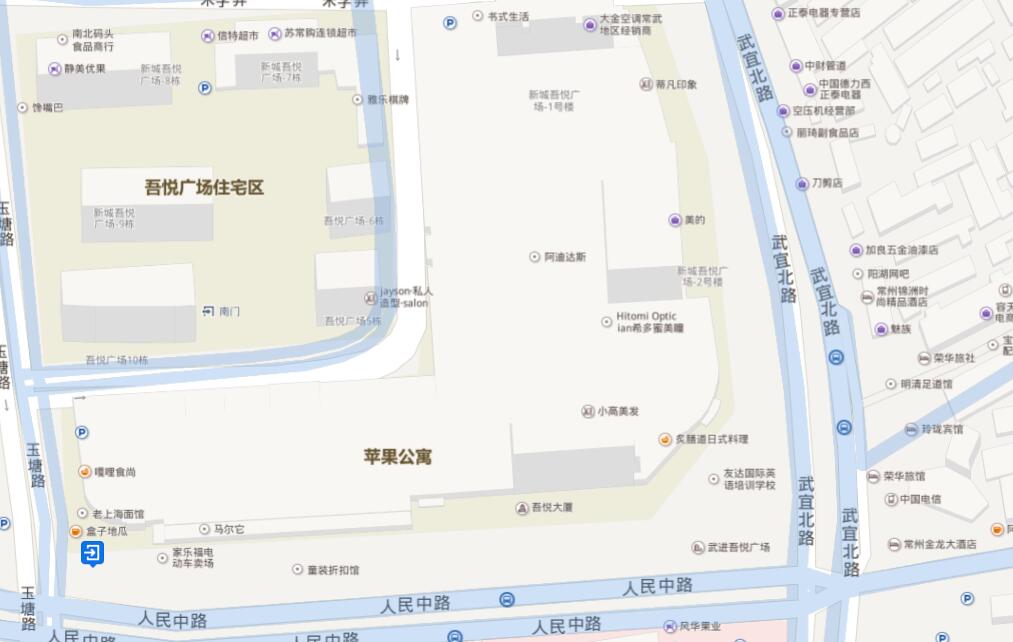 南北码头
食品商行
静美优果
信特超市
苏常购连锁超市
新城吾悦
广场-8栋
新城吾悦
广场-7栋
馋嘴巴
雅乐棋牌
书式生活
大金空调常武
地区经销商
蒂凡印象
新城吾悦广
场-1号楼
正泰电器专营店
武宜北路
中财管道
中国德力西
正泰电器
空压机经营部
丽琦副食品店
刀剪店
吾悦广场住宅区
玉塘路
新城吾悦
广场-9栋
吾悦广场-6栋
美的
阿迪达斯
新城吾悦广
场-2号楼
武宜北路
武宜北路
加良五金油漆店
阳湖网吧
常州锦洲时
尚精品酒店
魅族
荣华旅社
明清足道馆
玲珑宾馆
jayson·私人
造型-salon
南门
吾悦广场5栋
吾悦广场10栋
Hitomi Optic
ian希多蜜美瞳
玉塘路
小高美发
炙膳道日式料理
苹果公寓
玉塘路
嘎哩食尚
友达国际英
语培训学校
荣华旅馆
中国电信
老上海面馆
盒子地瓜
马尔它
吾悦大厦
武宜北路
武宜北路
家乐福电
动车卖场
童装折扣馆
武进吾悦广场
常州金龙大酒店
玉塘路
人民中路
人民中路
人民中路
人民中路
人民中路
人民中路
风华果业